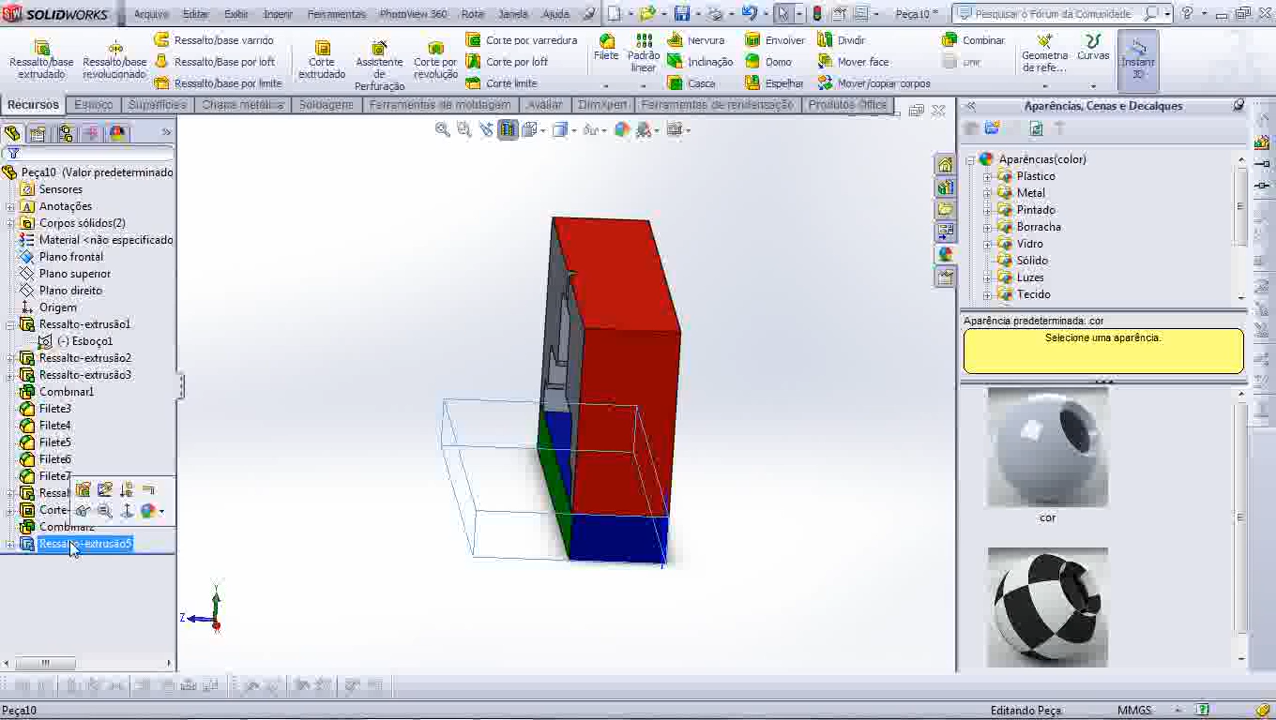 SOLIDWORKS Arquivo Editar Exibir Inserir Ferramentas PhotoView 360 Rota Janela Ajuda Peça10 * Pesquisar o Fórum da Comunidade
Ressalto/base extrudado
Ressalto/base revolucionado
Ressalto/base varrido
Ressalto/base por loft
Ressalto/base por limite
Corte extrudado
Assistente de Perfuração
Corte por revolução
Corte por varredura
Corte por loft
Corte limite
Filete
Padrão linear
Nervura
Inclinação
Casca
Envolver
Domo
Espelhar
Dividir
Mover face
Mover/copiar corpos
Combinar
Geometria de refe...
Curvas
Instant 3D
Recursos Esboço Superfícies Chapa metálica Soldagens Ferramentas de moldagem Avaliar DimXpert Ferramentas de renderização Produtos Office
Aparências, Cenas e Decalques
Peça10 (Valor predeterminado
Sensores
Anotações
Corpos sólidos(2)
Material <não especificado
Plano frontal
Plano superior
Plano direito
Origem
Ressalto-extrusão1
(-) Esboço1
Ressalto-extrusão2
Ressalto-extrusão3
Combinar1
Filete3
Filete4
Filete5
Filete6
Filete7
Ressal
Corte-
Combinar2
Ressalto-extrusão5
Aparências(color)
Plástico
Metal
Pintado
Borracha
Vidro
Sólido
Luzes
Tecido
Aparência predeterminada: cor
Selecione uma aparência.
cor
Y
Z
Peça10 Editando Peça MMGS